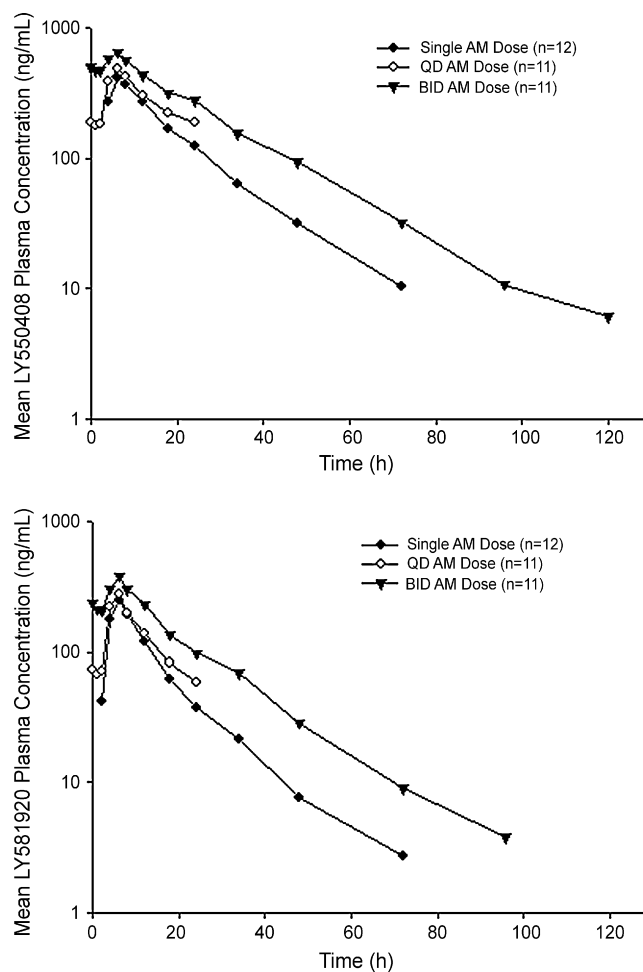 Mean LY550408 Plasma Concentration (ng/mL)
1000
100
10
1
Single AM Dose (n=12)
QD AM Dose (n=11)
BID AM Dose (n=11)
0 20 40 60 80 100 120
Time (h)
Mean LY581920 Plasma Concentration (ng/mL)
1000
100
10
1
Single AM Dose (n=12)
QD AM Dose (n=11)
BID AM Dose (n=11)
0 20 40 60 80 100 120
Time (h)